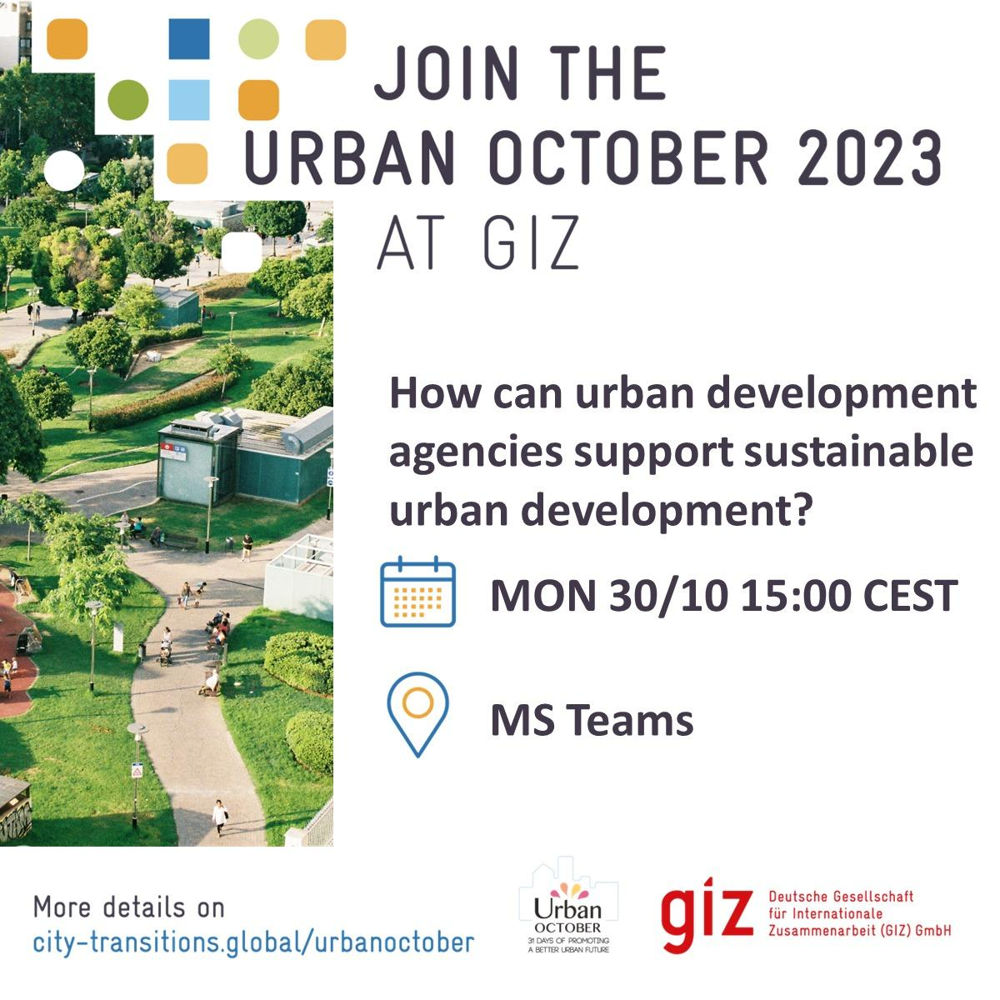 JOIN THE
URBAN OCTOBER 2023
AT GIZ
How can urban development
agencies support sustainable
urban development?
MON 30/10 15:00 CEST
MS Teams
More details on
city-transitions.global/urbanoctober
Urban
OCTOBER
31 DAYS OF PROMOTING
A BETTER URBAN FUTURE
giz
Deutsche Gesellschaft
für Internationale
Zusammenarbeit (GIZ) GmbH